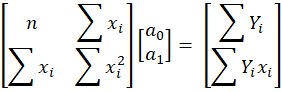 [n ∑xᵢ; ∑xᵢ ∑xᵢ²] [a₀; a₁] = [∑Yᵢ; ∑Yᵢxᵢ]